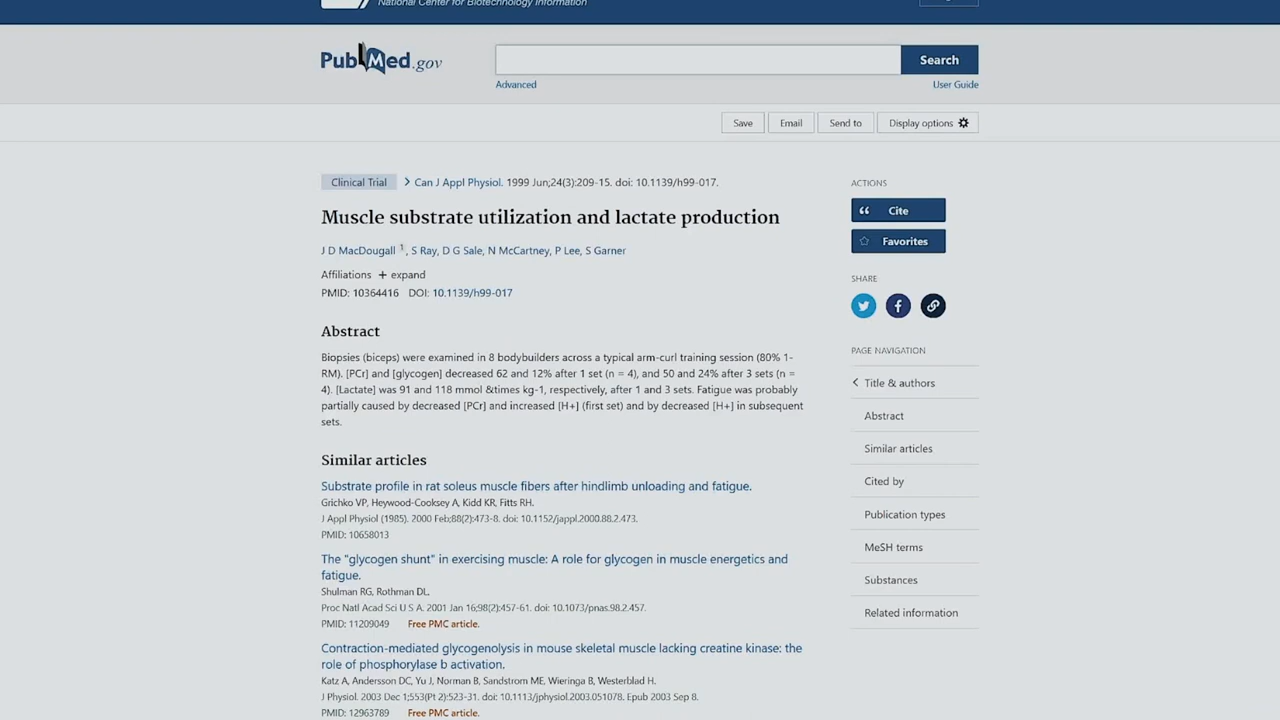 National Center for Biotechnology Information
PubMed.gov
Search
Advanced
User Guide
Save
Email
Send to
Display options
Clinical Trial
Can J Appl Physiol. 1999 Jun;24(3):209-15. doi: 10.1139/h99-017.
Muscle substrate utilization and lactate production
J D MacDougall 1, S Ray, D G Sale, N McCartney, P Lee, S Garner
Affiliations + expand
PMID: 10364416 DOI: 10.1139/h99-017
Abstract
Biopsies (biceps) were examined in 8 bodybuilders across a typical arm-curl training session (80% 1-
RM). [PCr] and [glycogen] decreased 62 and 12% after 1 set (n = 4), and 50 and 24% after 3 sets (n =
4). [Lactate] was 91 and 118 mmol &times kg-1, respectively, after 1 and 3 sets. Fatigue was probably
partially caused by decreased [PCr] and increased [H+] (first set) and by decreased [H+] in subsequent
sets.
Similar articles
Substrate profile in rat soleus muscle fibers after hindlimb unloading and fatigue.
Grichko VP, Heywood-Cooksey A, Kidd KR, Fitts RH.
J Appl Physiol (1985). 2000 Feb;88(2):473-8. doi: 10.1152/jappl.2000.88.2.473.
PMID: 10658013
The "glycogen shunt" in exercising muscle: A role for glycogen in muscle energetics and
fatigue.
Shulman RG, Rothman DL.
Proc Natl Acad Sci U S A. 2001 Jan 16;98(2):457-61. doi: 10.1073/pnas.98.2.457.
PMID: 11209049 Free PMC article.
Contraction-mediated glycogenolysis in mouse skeletal muscle lacking creatine kinase: the
role of phosphorylase b activation.
Katz A, Andersson DC, Yu J, Norman B, Sandstrom ME, Wieringa B, Westerblad H.
J Physiol. 2003 Dec 1;553(Pt 2):523-31. doi: 10.1113/jphysiol.2003.051078. Epub 2003 Sep 8.
PMID: 12963789 Free PMC article.
ACTIONS
Cite
Favorites
SHARE
PAGE NAVIGATION
Title & authors
Abstract
Similar articles
Cited by
Publication types
MeSH terms
Substances
Related information